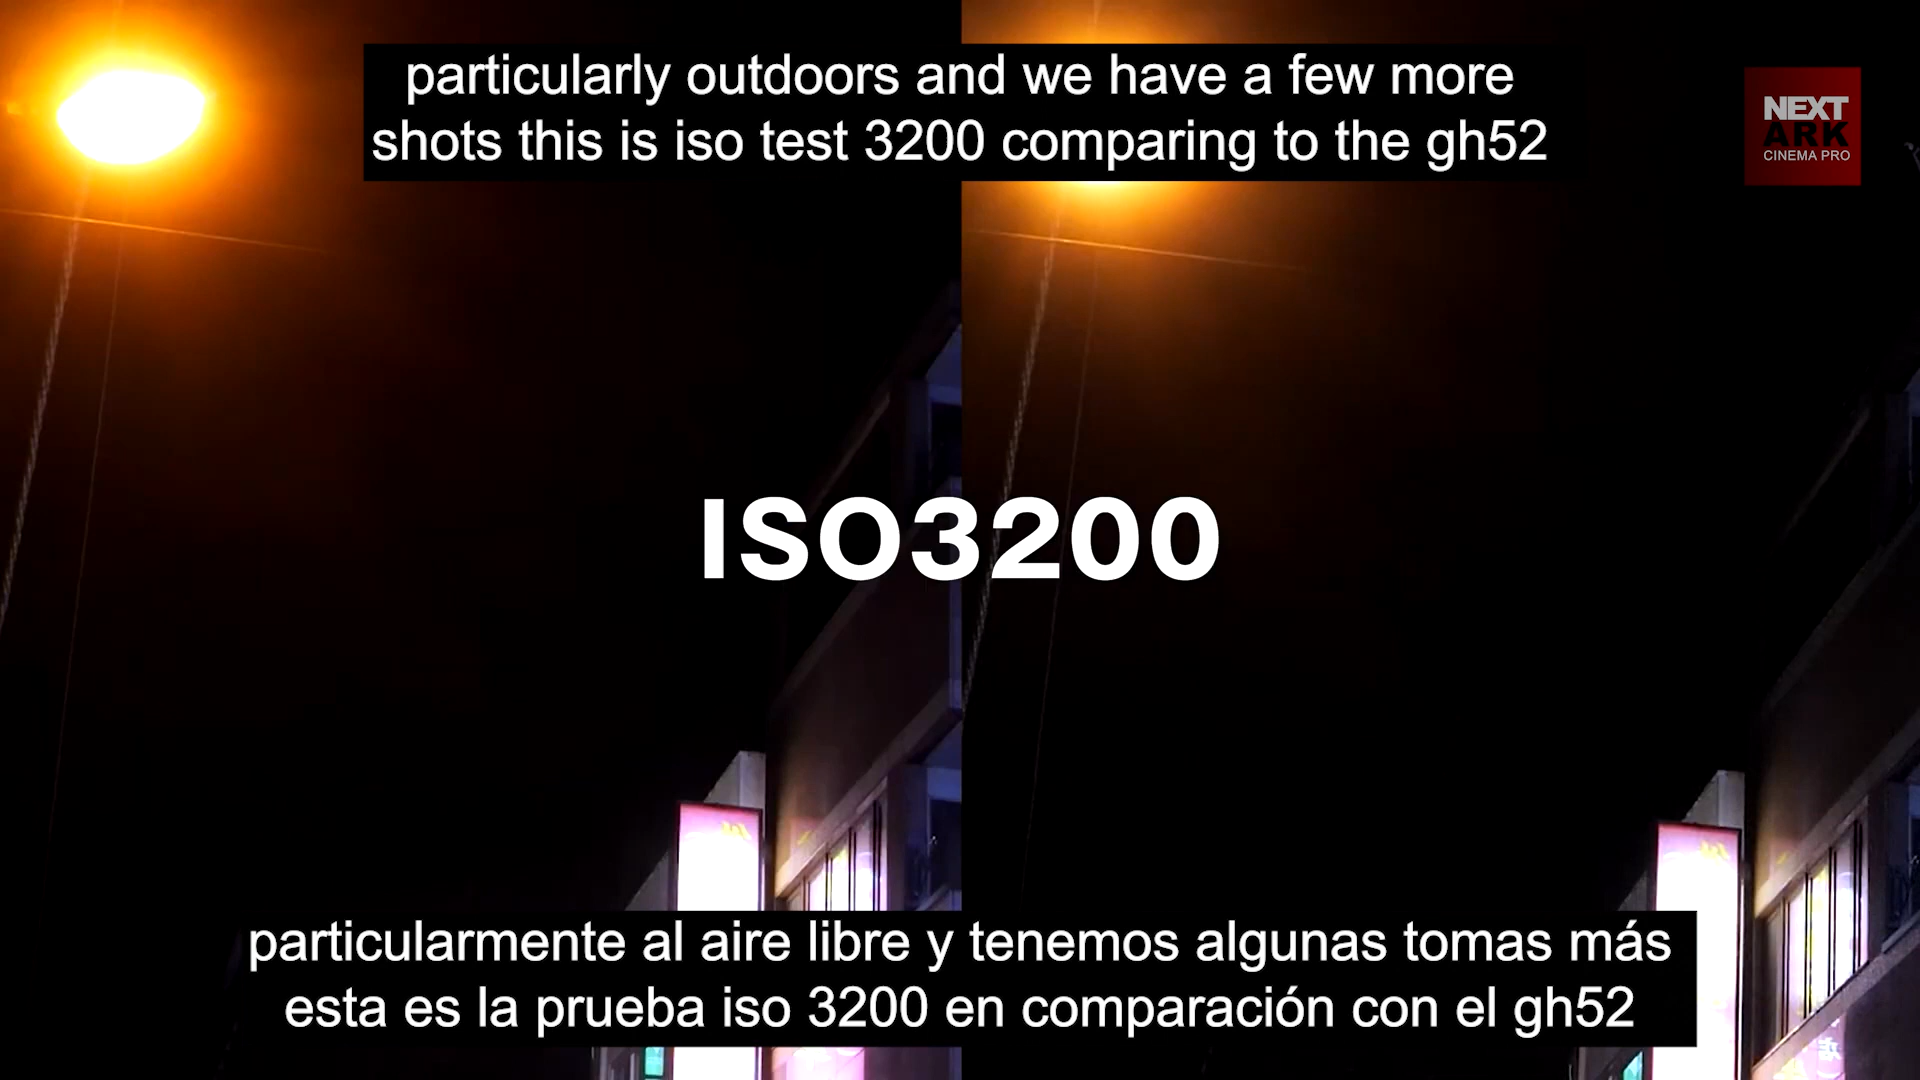 particularly outdoors and we have a few more
shots this is iso test 3200 comparing to the gh52
NEXT
ARK
CINEMA PRO
ISO3200
particularmente al aire libre y tenemos algunas tomas más
esta es la prueba iso 3200 en comparación con el gh52